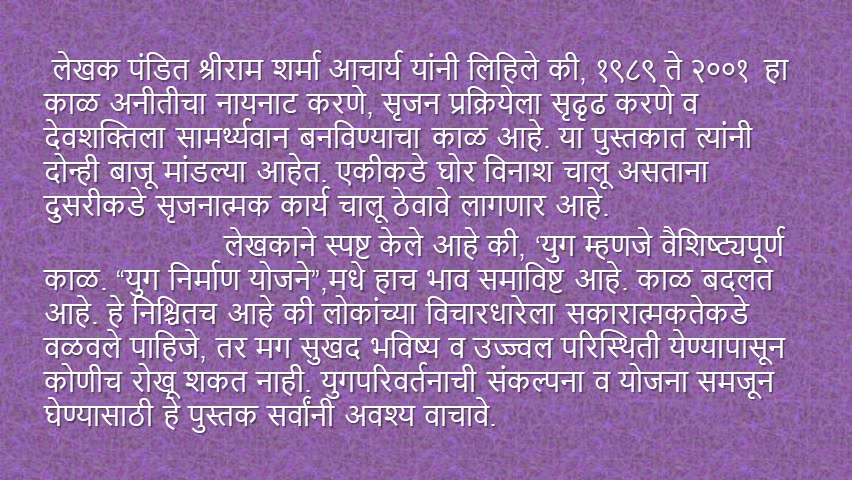 लेखक पंडित श्रीराम शर्मा आचार्य यांनी लिहिले की, १९८९ ते २००१ हा
काळ अनीतीचा नायनाट करणे, सृजन प्रक्रियेला सृदृढ करणे व
देवशक्तिला सामर्थ्यवान बनविण्याचा काळ आहे. या पुस्तकात त्यांनी
दोन्ही बाजू मांडल्या आहेत. एकीकडे घोर विनाश चालू असताना
दुसरीकडे सृजनात्मक कार्य चालू ठेवावे लागणार आहे.
लेखकाने स्पष्ट केले आहे की, ‘युग म्हणजे वैशिष्ट्यपूर्ण
काळ. “युग निर्माण योजने”,मधे हाच भाव समाविष्ट आहे. काळ बदलत
आहे. हे निश्चितच आहे की लोकांच्या विचारधारेला सकारात्मकतेकडे
वळवले पाहिजे, तर मग सुखद भविष्य व उज्ज्वल परिस्थिती येण्यापासून
कोणीच रोखू शकत नाही. युगपरिवर्तनाची संकल्पना व योजना समजून
घेण्यासाठी हे पुस्तक सर्वांनी अवश्य वाचावे.